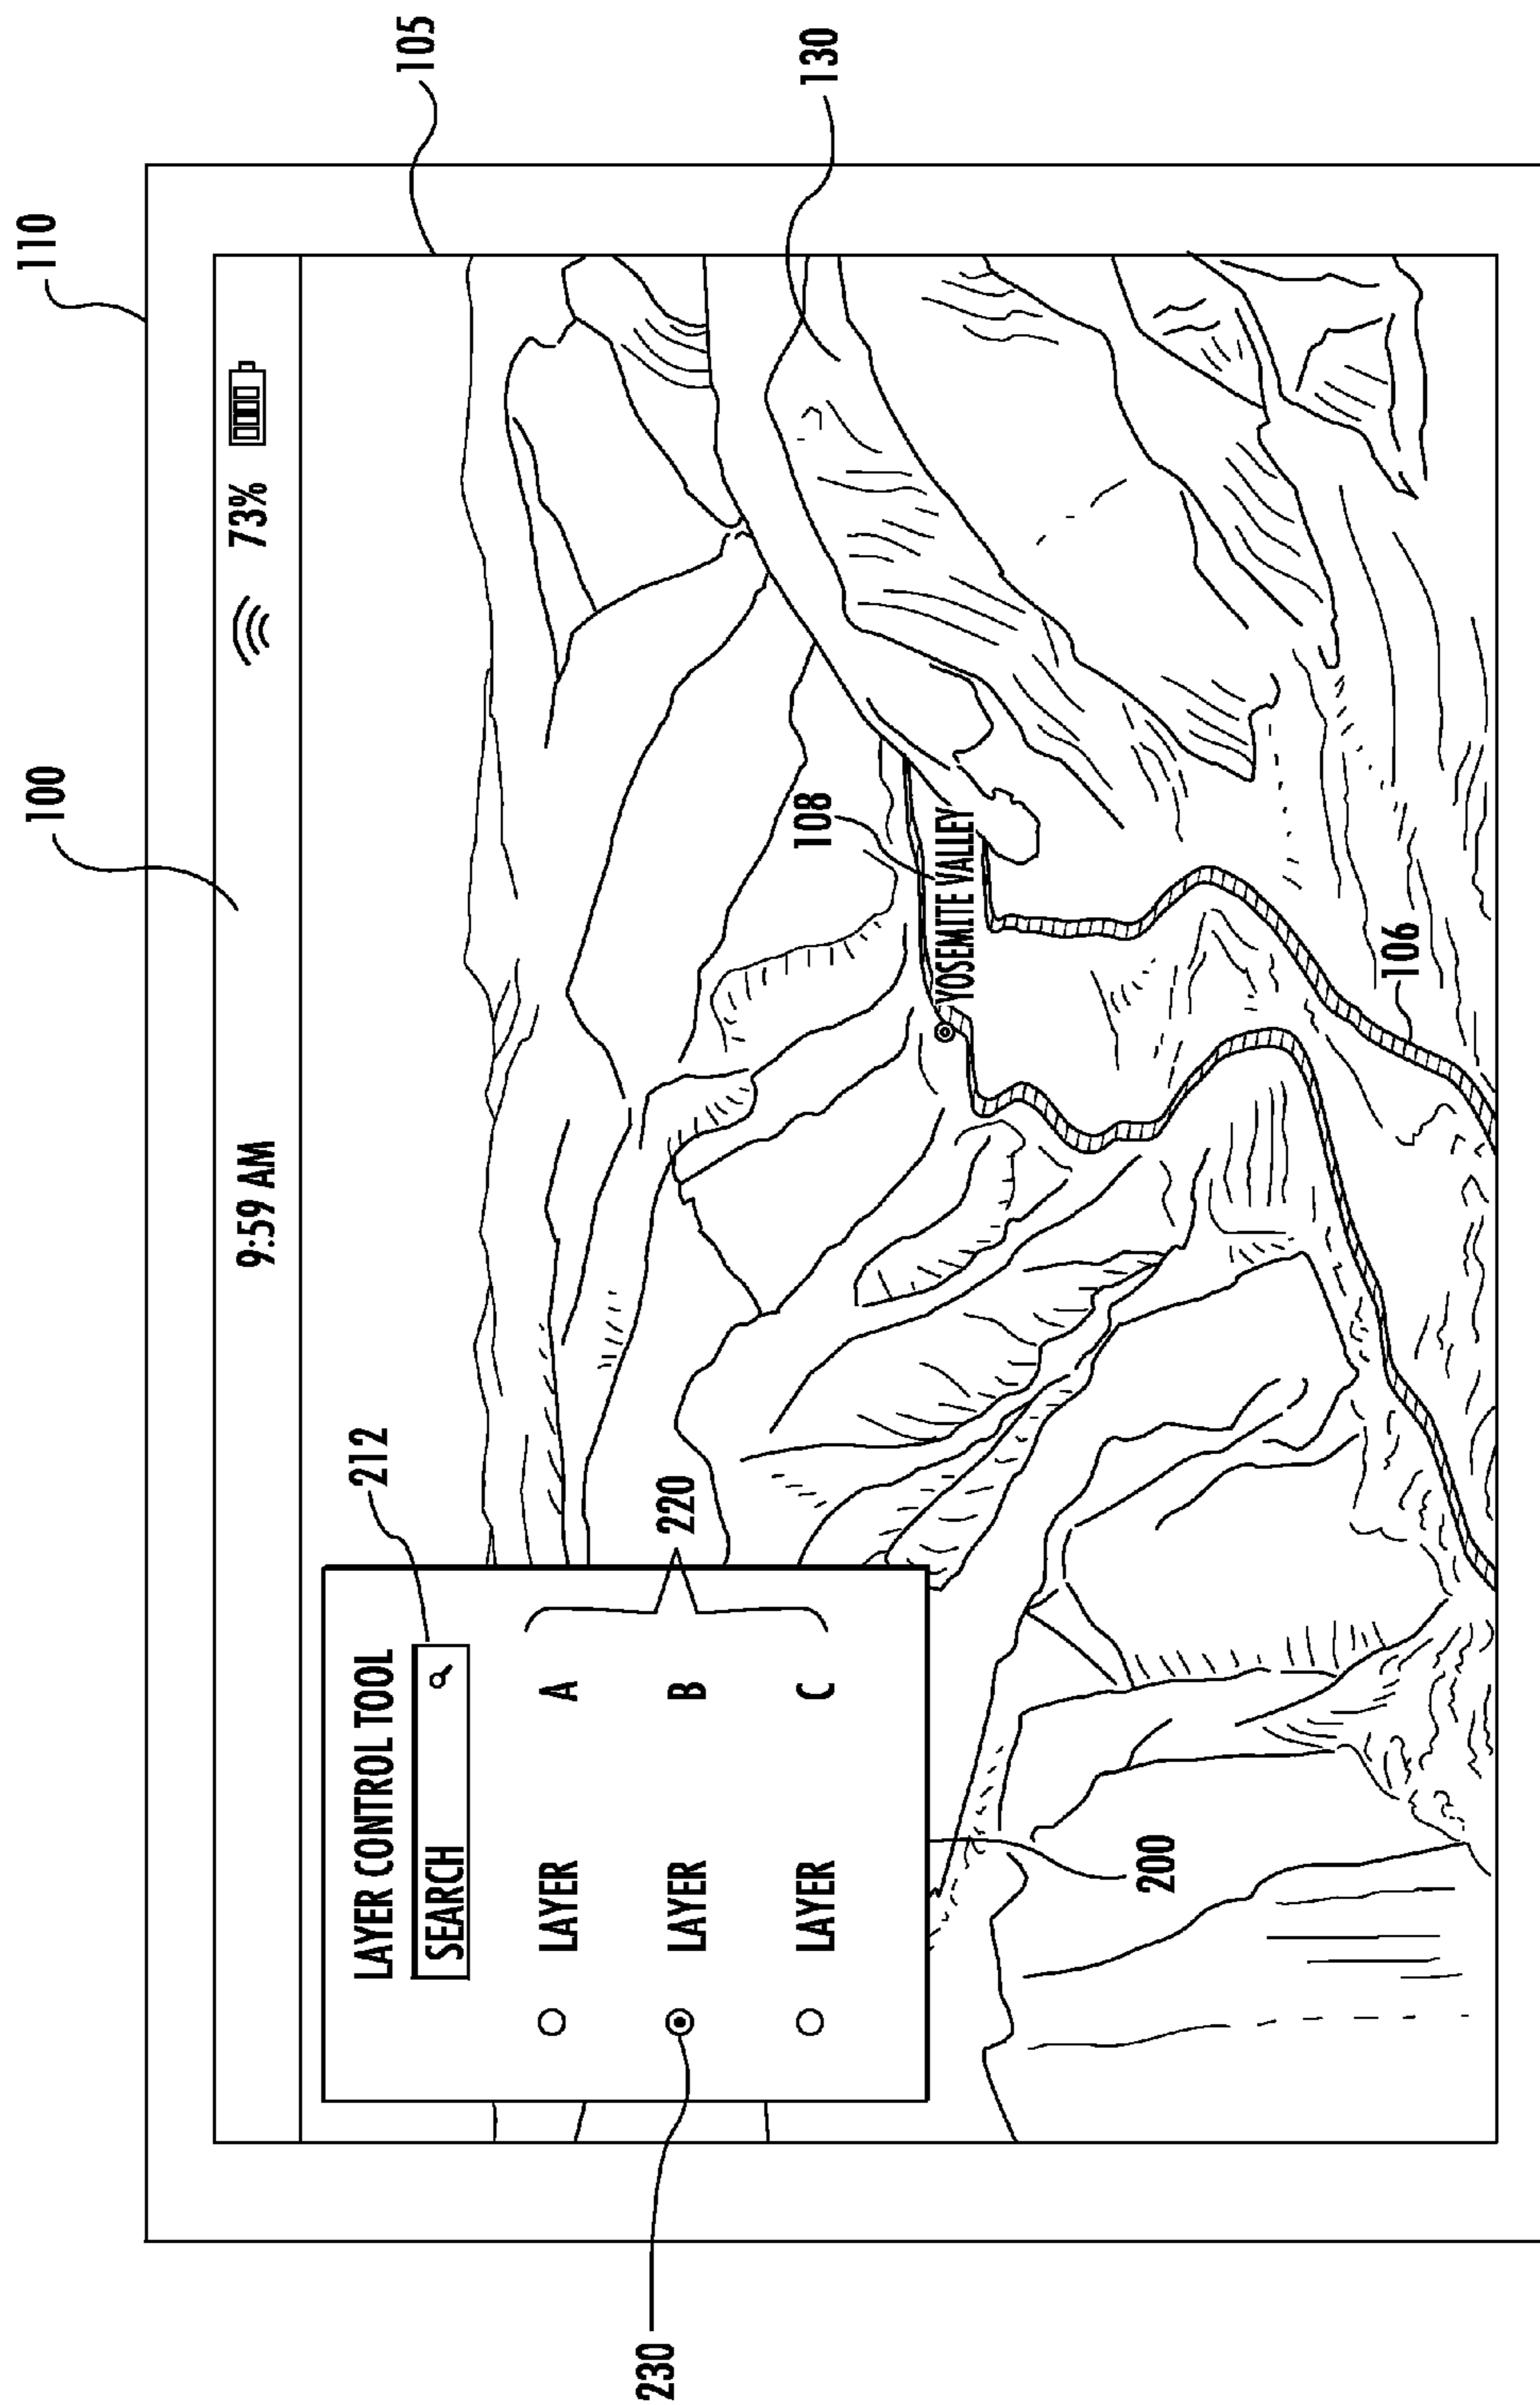 110
100
105
9:59 AM
73%
130
LAYER CONTROL TOOL
212
SEARCH
LAYER A
LAYER B
LAYER C
220
230
200
108
YOSEMITE VALLEY
106